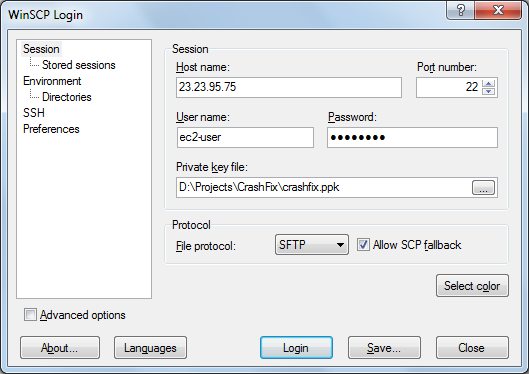 WinSCP Login
Session
Stored sessions
Environment
Directories
SSH
Preferences
Session
Host name:
Port number:
23.23.95.75
22
User name:
Password:
ec2-user
●●●●●●●●
Private key file:
D:\Projects\CrashFix\crashfix.ppk
...
Protocol
File protocol:
SFTP
Allow SCP fallback
Select color
Advanced options
About...
Languages
Login
Save...
Close